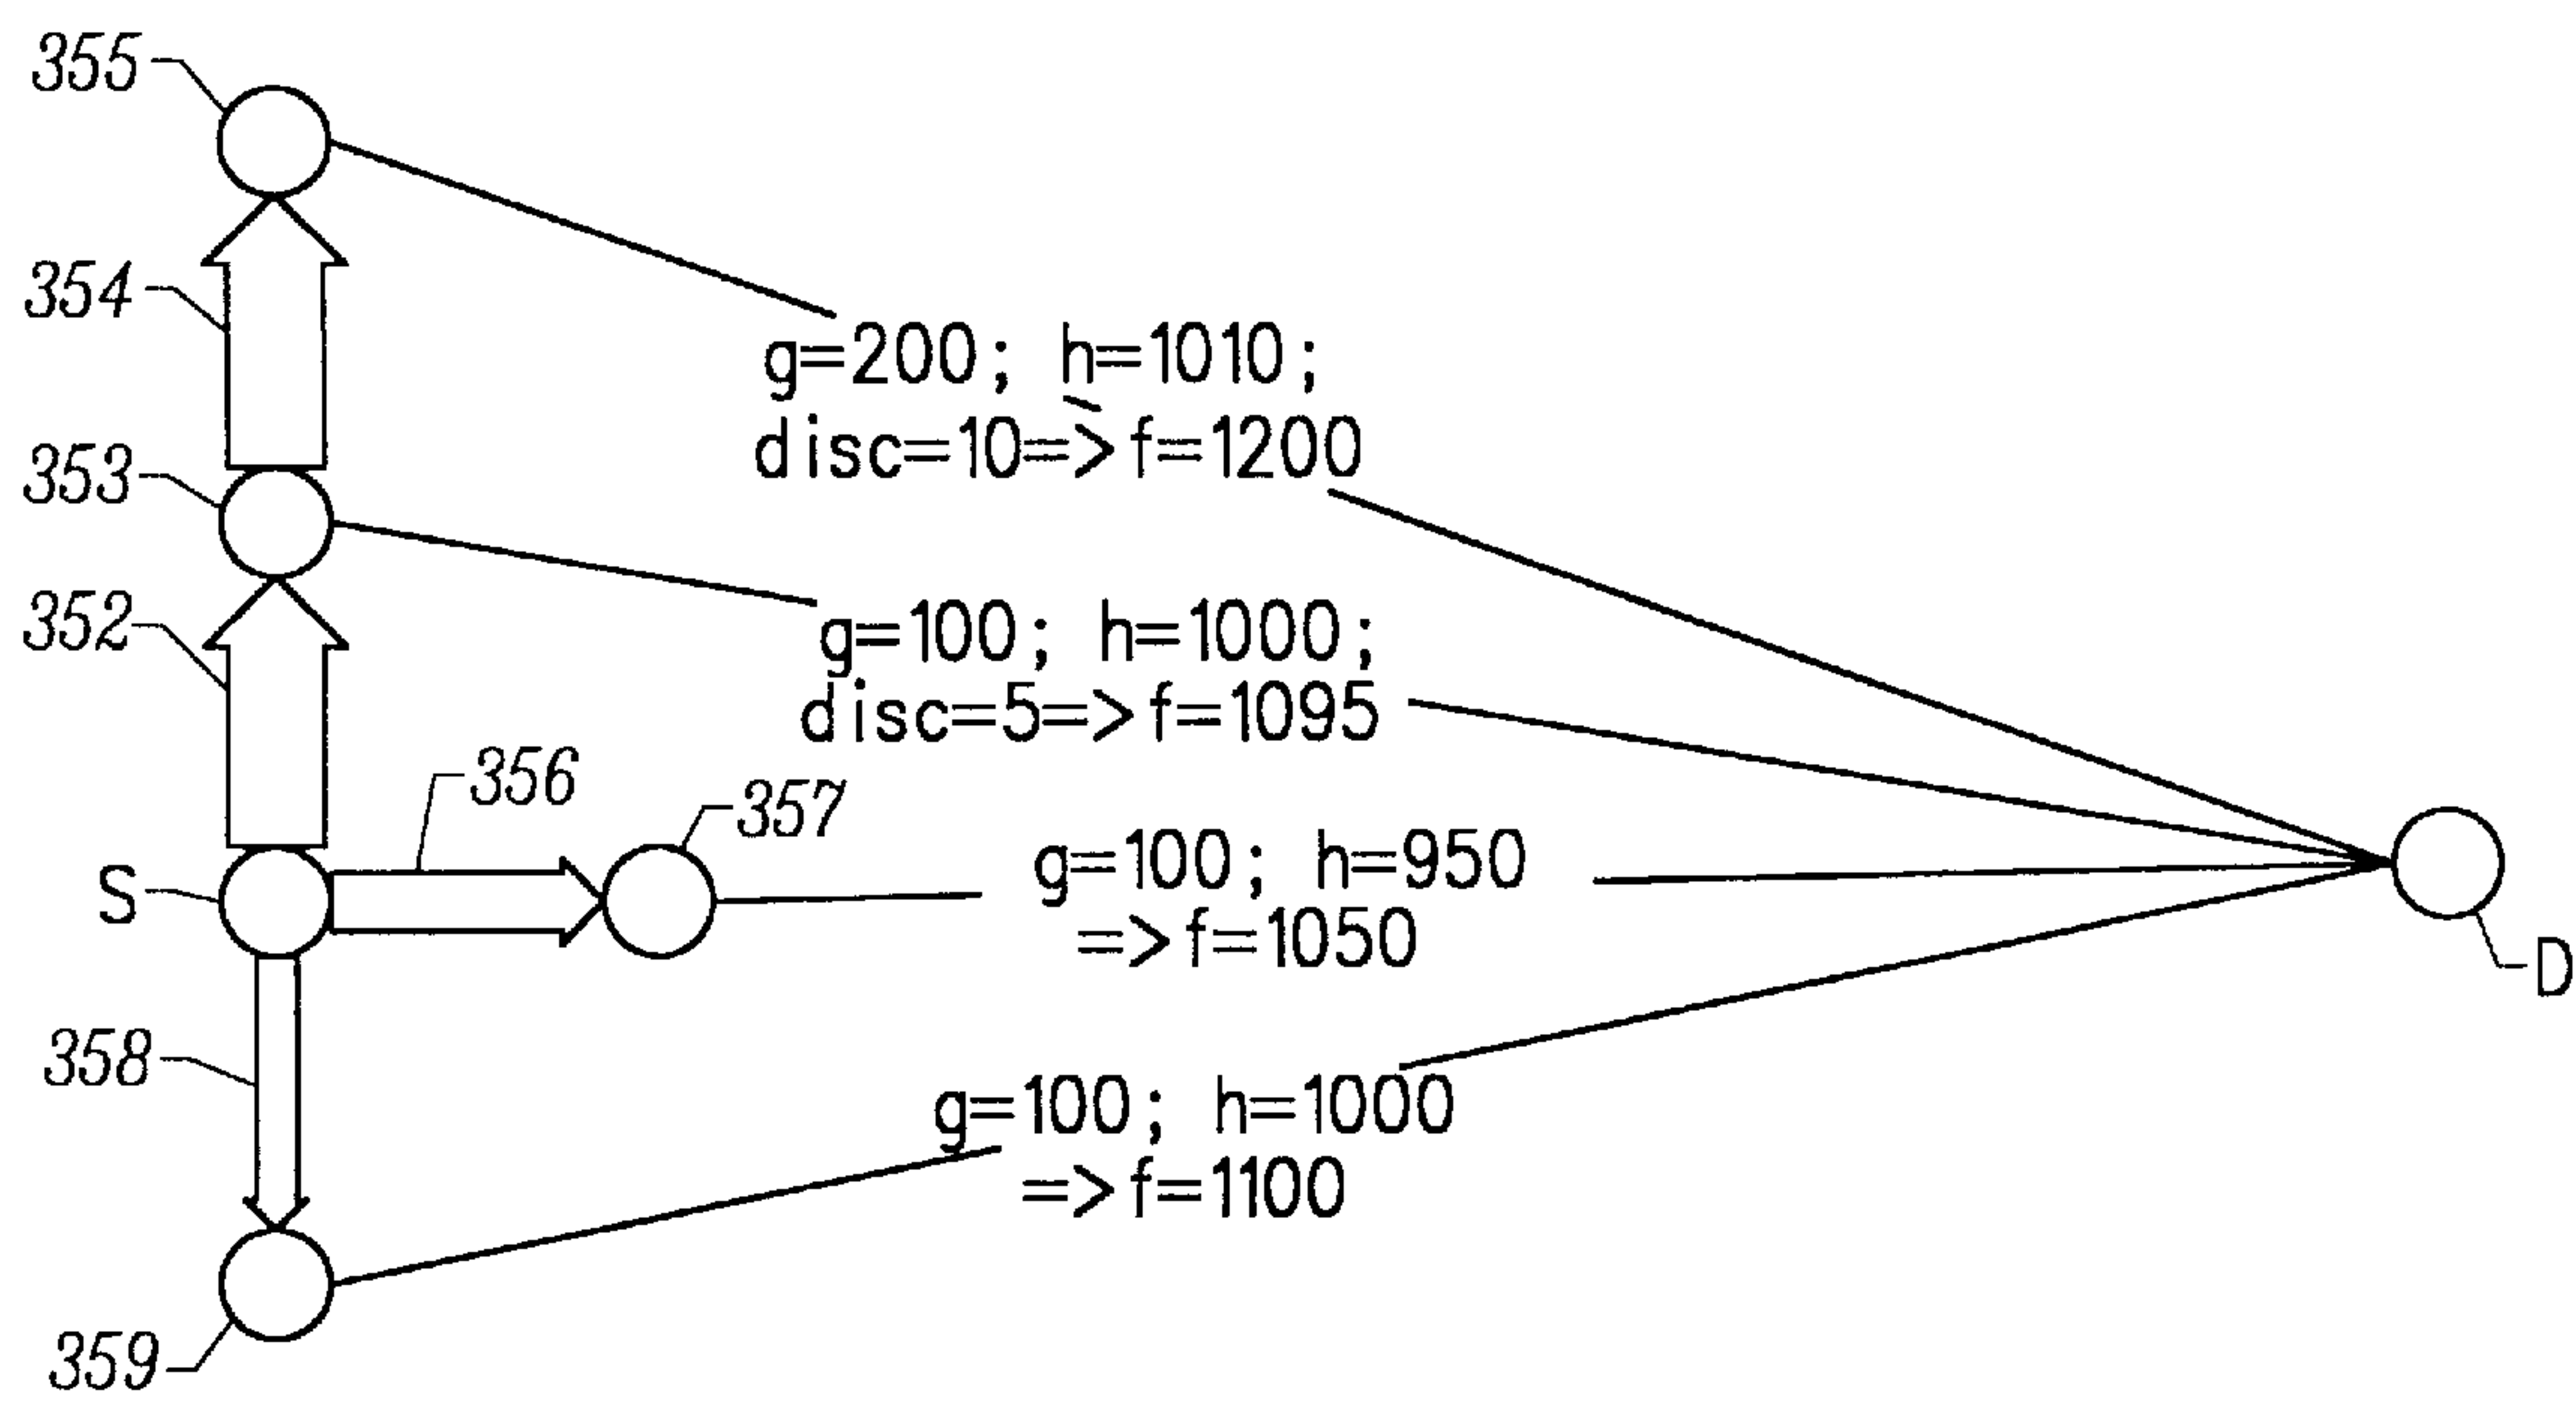 355
g=200; h=1010;
disc=10=>f=1200
354
353
g=100; h=1000;
disc=5=>f=1095
352
356
357
g=100; h=950
=>f=1050
S
D
358
g=100; h=1000
=>f=1100
359